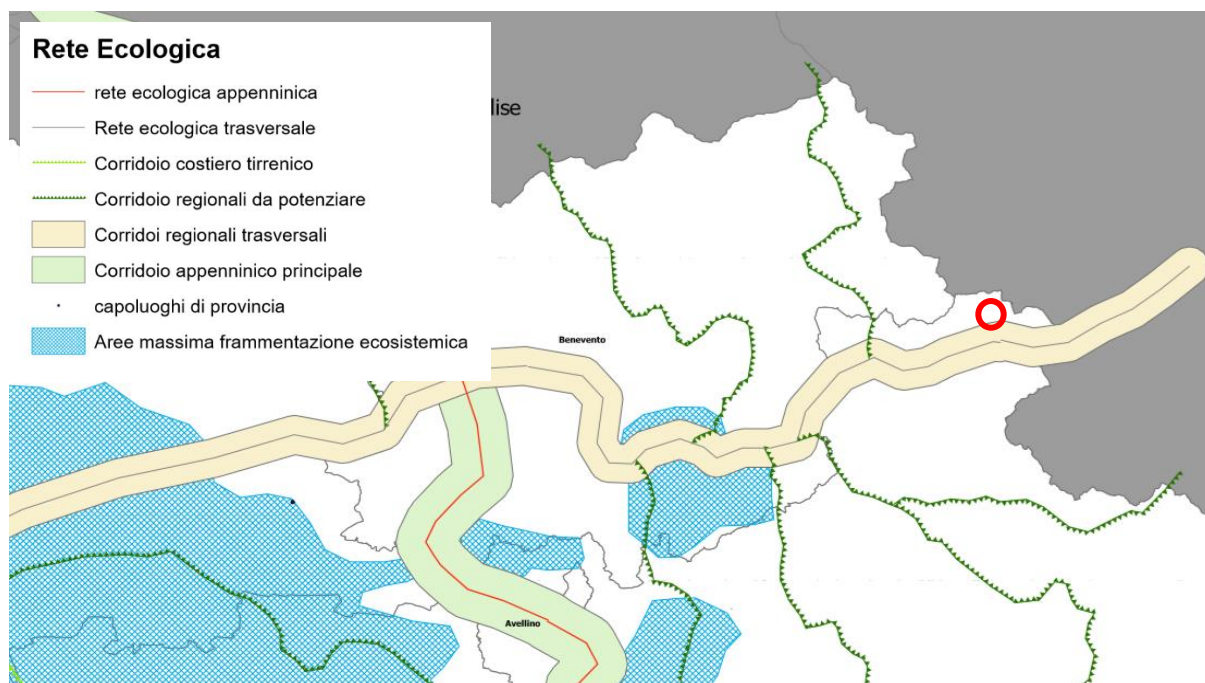 Rete Ecologica
rete ecologica appenninica
Rete ecologica trasversale
Corridoio costiero tirrenico
Corridoio regionali da potenziare
Corridoi regionali trasversali
Corridoio appenninico principale
capoluoghi di provincia
Aree massima frammentazione ecosistemica
lise
Benevento
Avellino